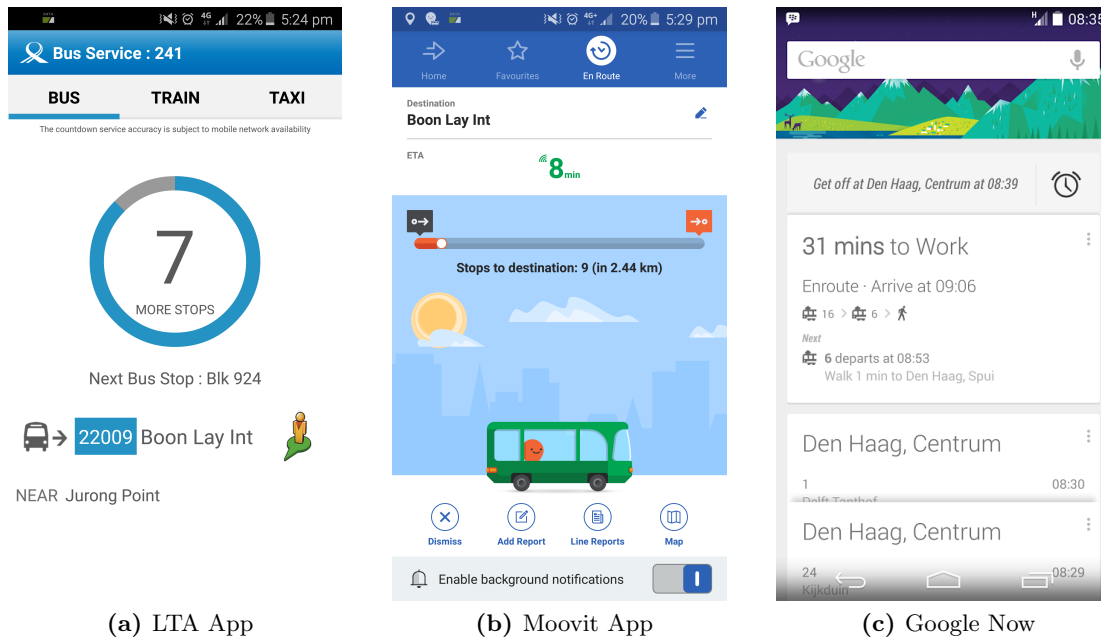 4G 22% 5:24 pm
Bus Service : 241
BUS TRAIN TAXI
The countdown service accuracy is subject to mobile network availability
7
MORE STOPS
Next Bus Stop : Blk 924
22009 Boon Lay Int
NEAR Jurong Point
(a) LTA App
4G+ 20% 5:29 pm
Home Favourites En Route More
Destination
Boon Lay Int
ETA
8 min
Stops to destination: 9 (in 2.44 km)
Dismiss Add Report Line Reports Map
Enable background notifications
(b) Moovit App
H 08:35
Google
Get off at Den Haag, Centrum at 08:39
31 mins to Work
Enroute · Arrive at 09:06
16 > 6 >
Next
6 departs at 08:53
Walk 1 min to Den Haag, Spui
Den Haag, Centrum
1 08:30
Delft Tanthof
Den Haag, Centrum
24 08:29
Kijkduin
(c) Google Now